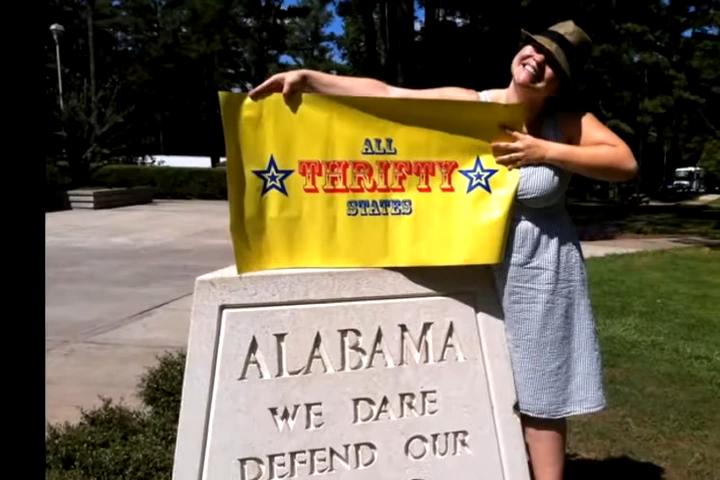 ALL
THRIFTY
STATES
ALABAMA
WE DARE
DEFEND OUR